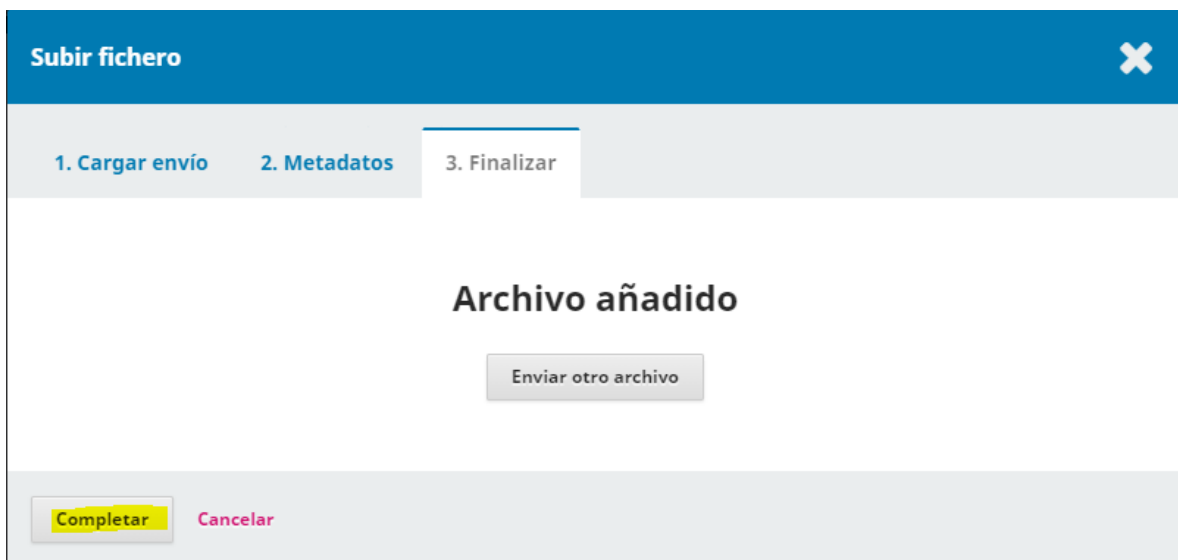 Subir fichero
1. Cargar envío 2. Metadatos 3. Finalizar
Archivo añadido
Enviar otro archivo
Completar Cancelar